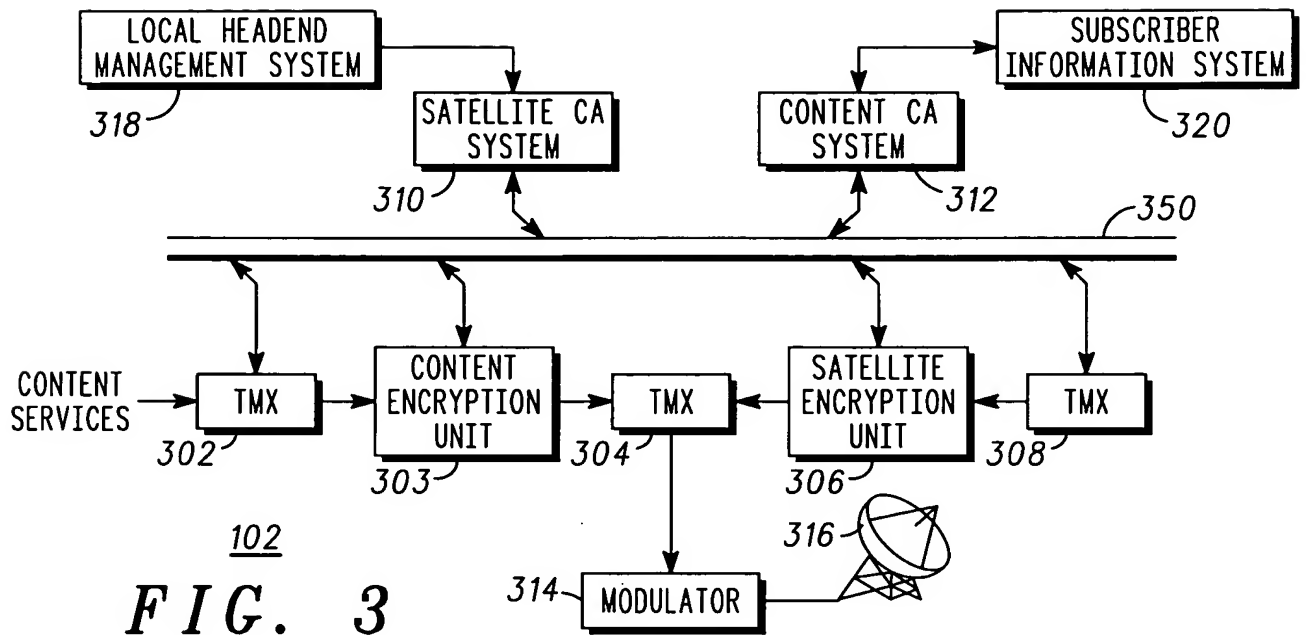 LOCAL HEADEND
MANAGEMENT SYSTEM
318
SATELLITE CA
SYSTEM
310
CONTENT CA
SYSTEM
312
SUBSCRIBER
INFORMATION SYSTEM
320
350
CONTENT
SERVICES
TMX
302
CONTENT
ENCRYPTION
UNIT
303
TMX
304
SATELLITE
ENCRYPTION
UNIT
306
TMX
308
316
314
MODULATOR
102
FIG. 3